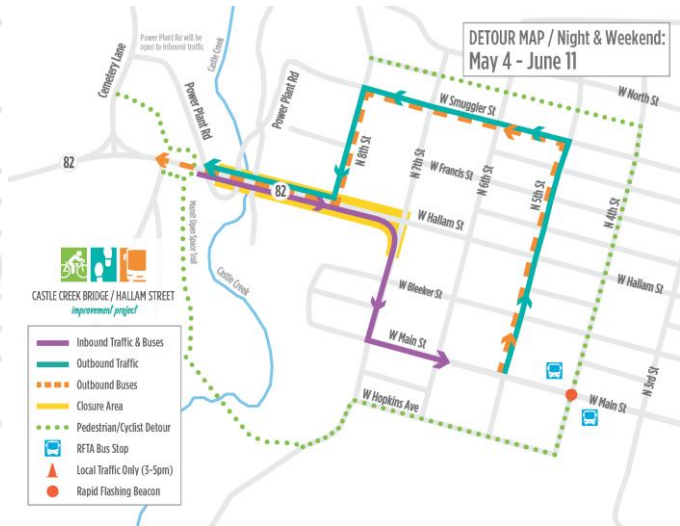 DETOUR MAP / Night & Weekend:
May 4 - June 11
Power Plant Rd will be
open to Inbound Traffic
Castle Creek
Cemetery Lane
Power Plant Rd
Power Plant Rd
W Smuggler St
W North St
N 8th St
N 7th St
W Francis St
N 6th St
N 5th St
N 4th St
82
82
W Hallam St
Marolt Open Space Trail
Castle Creek
W Bleeker St
W Hallam St
W Main St
W Hopkins Ave
W Main St
N 3rd St
CASTLE CREEK BRIDGE / HALLAM STREET
improvement project
Inbound Traffic & Buses
Outbound Traffic
Outbound Buses
Closure Area
Pedestrian/Cyclist Detour
RFTA Bus Stop
Local Traffic Only (3-5pm)
Rapid Flashing Beacon